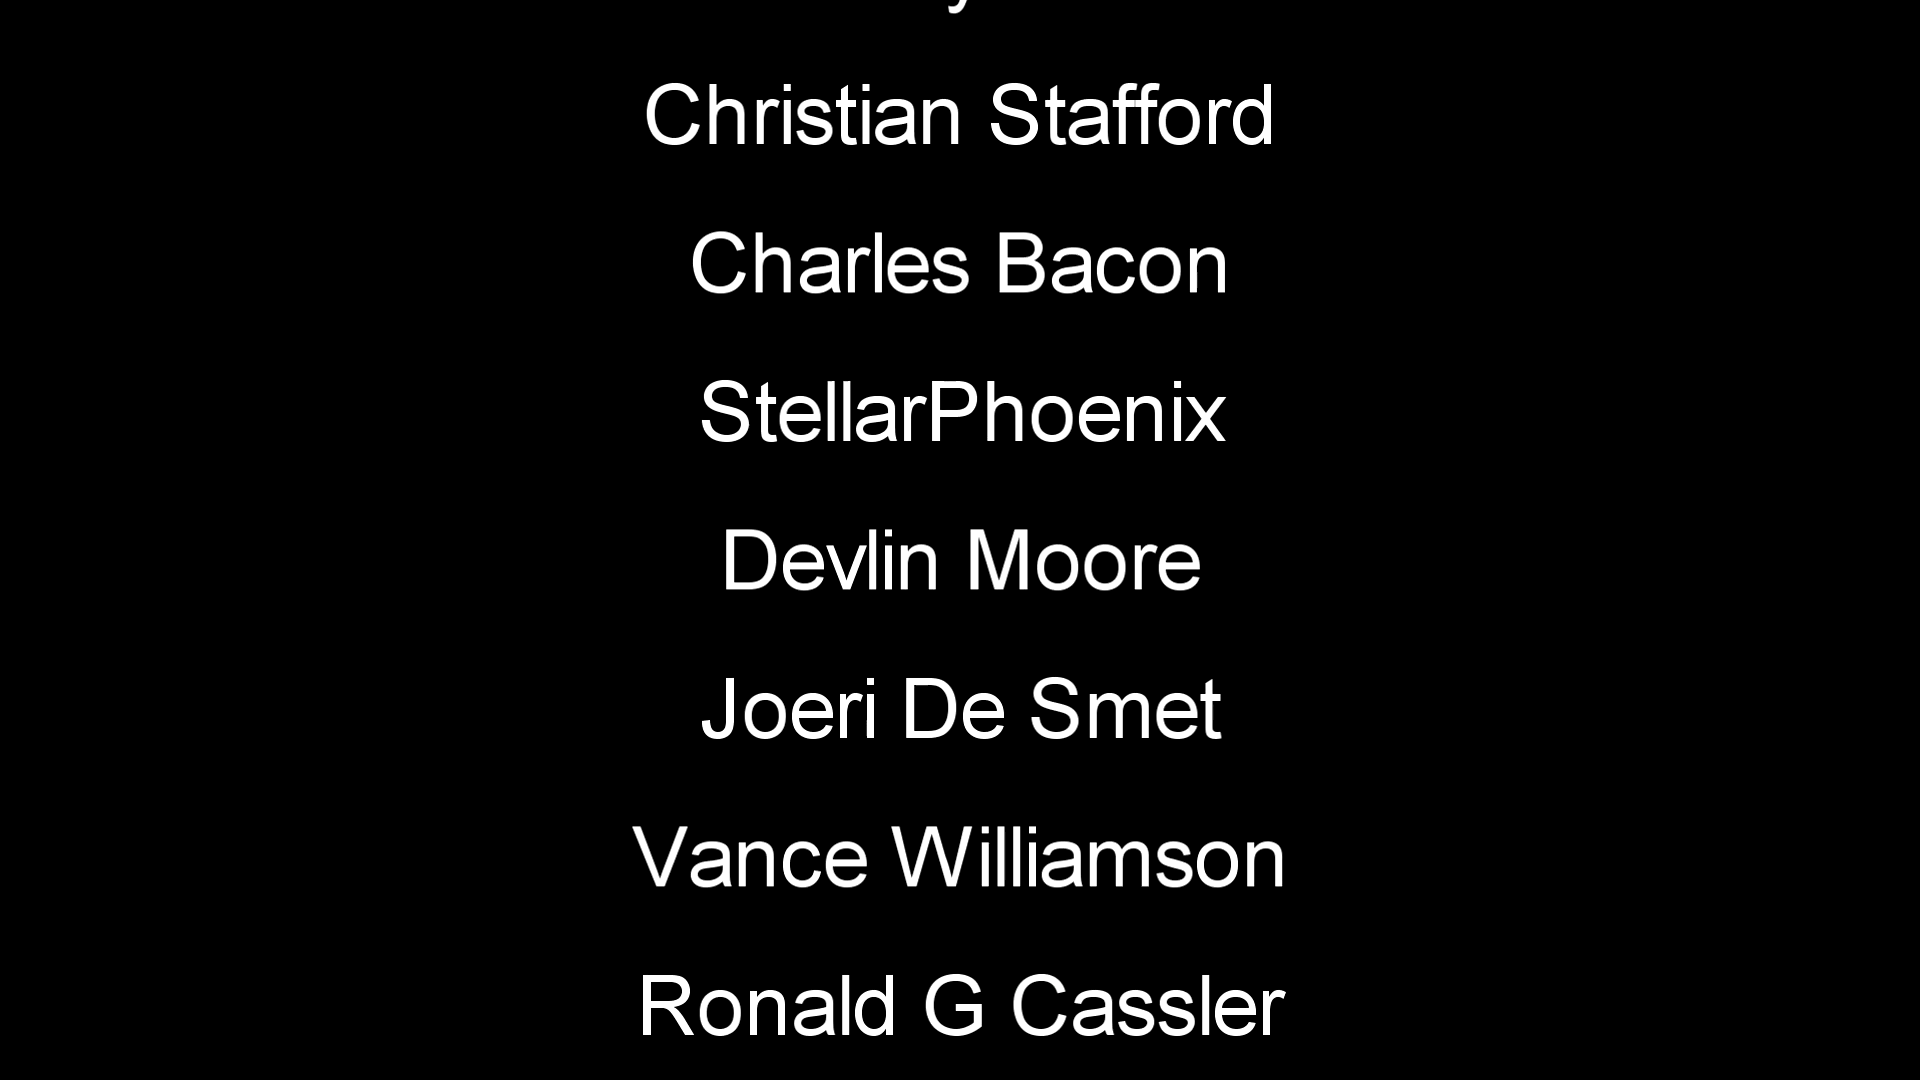 Christian Stafford
Charles Bacon
StellarPhoenix
Devlin Moore
Joeri De Smet
Vance Williamson
Ronald G Cassler